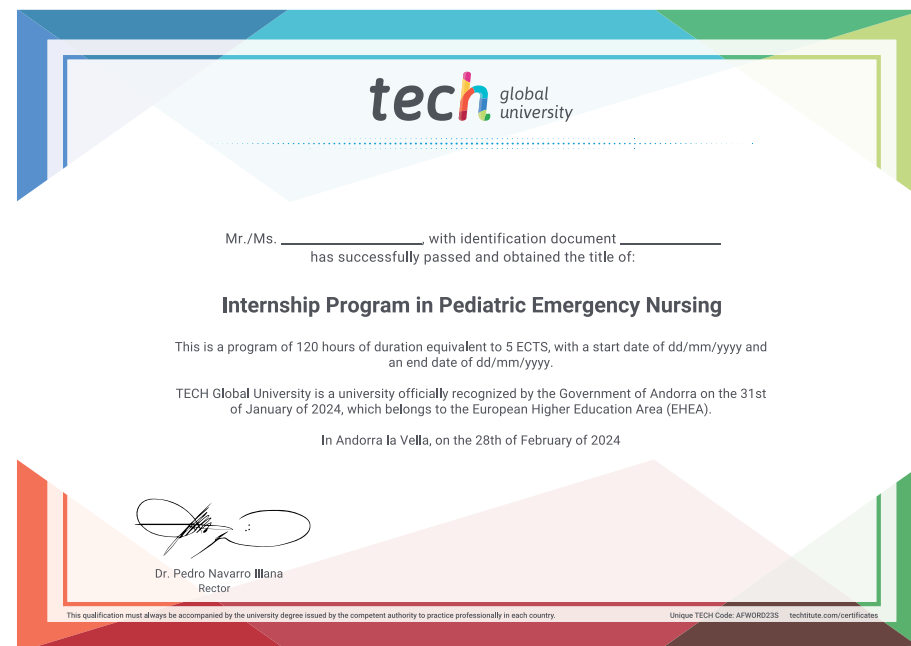 tech global
university
Mr./Ms. ____________, with identification document ____________
has successfully passed and obtained the title of:
Internship Program in Pediatric Emergency Nursing
This is a program of 120 hours of duration equivalent to 5 ECTS, with a start date of dd/mm/yyyy and
an end date of dd/mm/yyyy.
TECH Global University is a university officially recognized by the Government of Andorra on the 31st
of January of 2024, which belongs to the European Higher Education Area (EHEA).
In Andorra la Vella, on the 28th of February of 2024
Dr. Pedro Navarro Illana
Rector
This qualification must always be accompanied by the university degree issued by the competent authority to practice professionally in each country.
Unique TECH Code: AFWORD23S techtitute.com/certificates